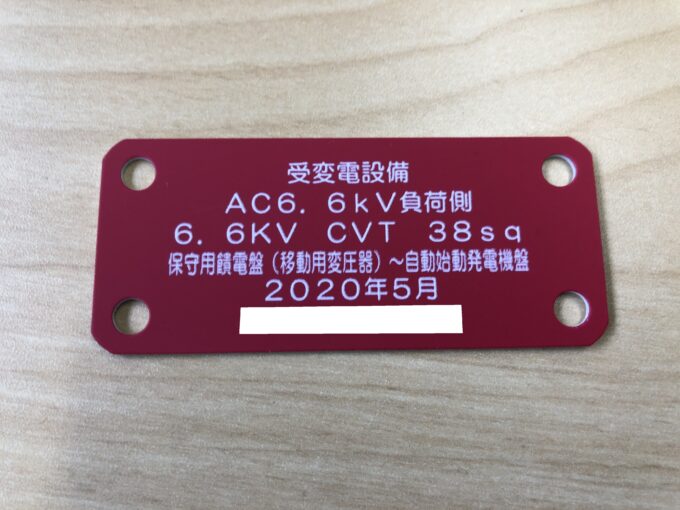 受変電設備
AC6.6kV負荷側
6.6KV CVT 38sq
保守用饋電盤(移動用変圧器)~自動始動発電機盤
2020年5月